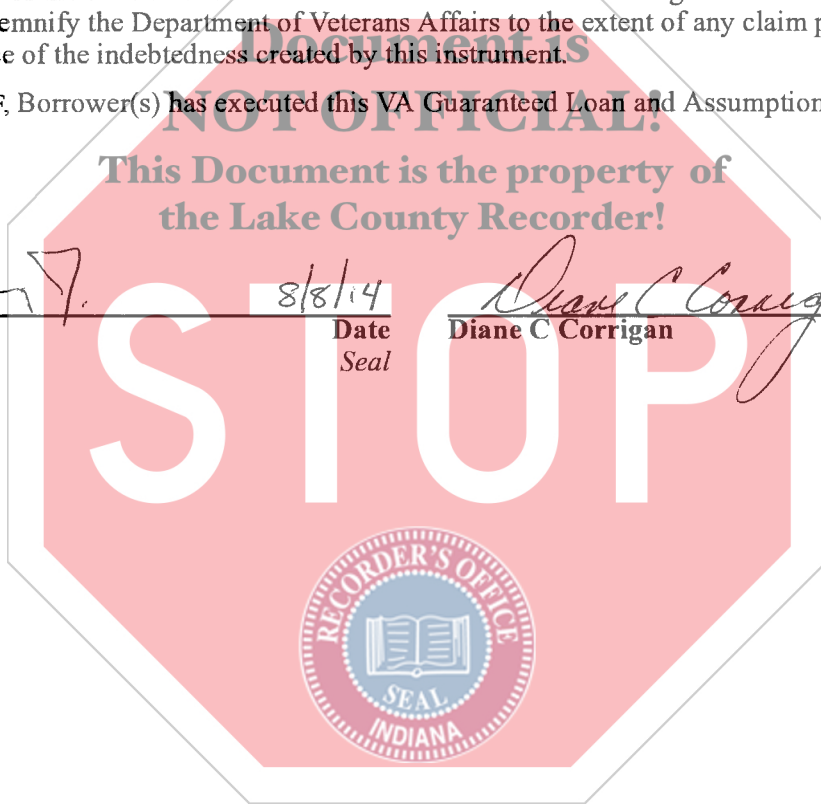 emnify the Department of Veterans Affairs to the extent of any claim p
Document is
e of the indebtedness created by this instrument.
F, Borrower(s) has executed this VA Guaranteed Loan and Assumption
NOT OFFICIAL!
This Document is the property of
the Lake County Recorder!
8/8/14 Diane C Corrig
Date Diane C Corrigan
Seal
STOP
RECORDER'S OFFICE
SEAL
INDIANA